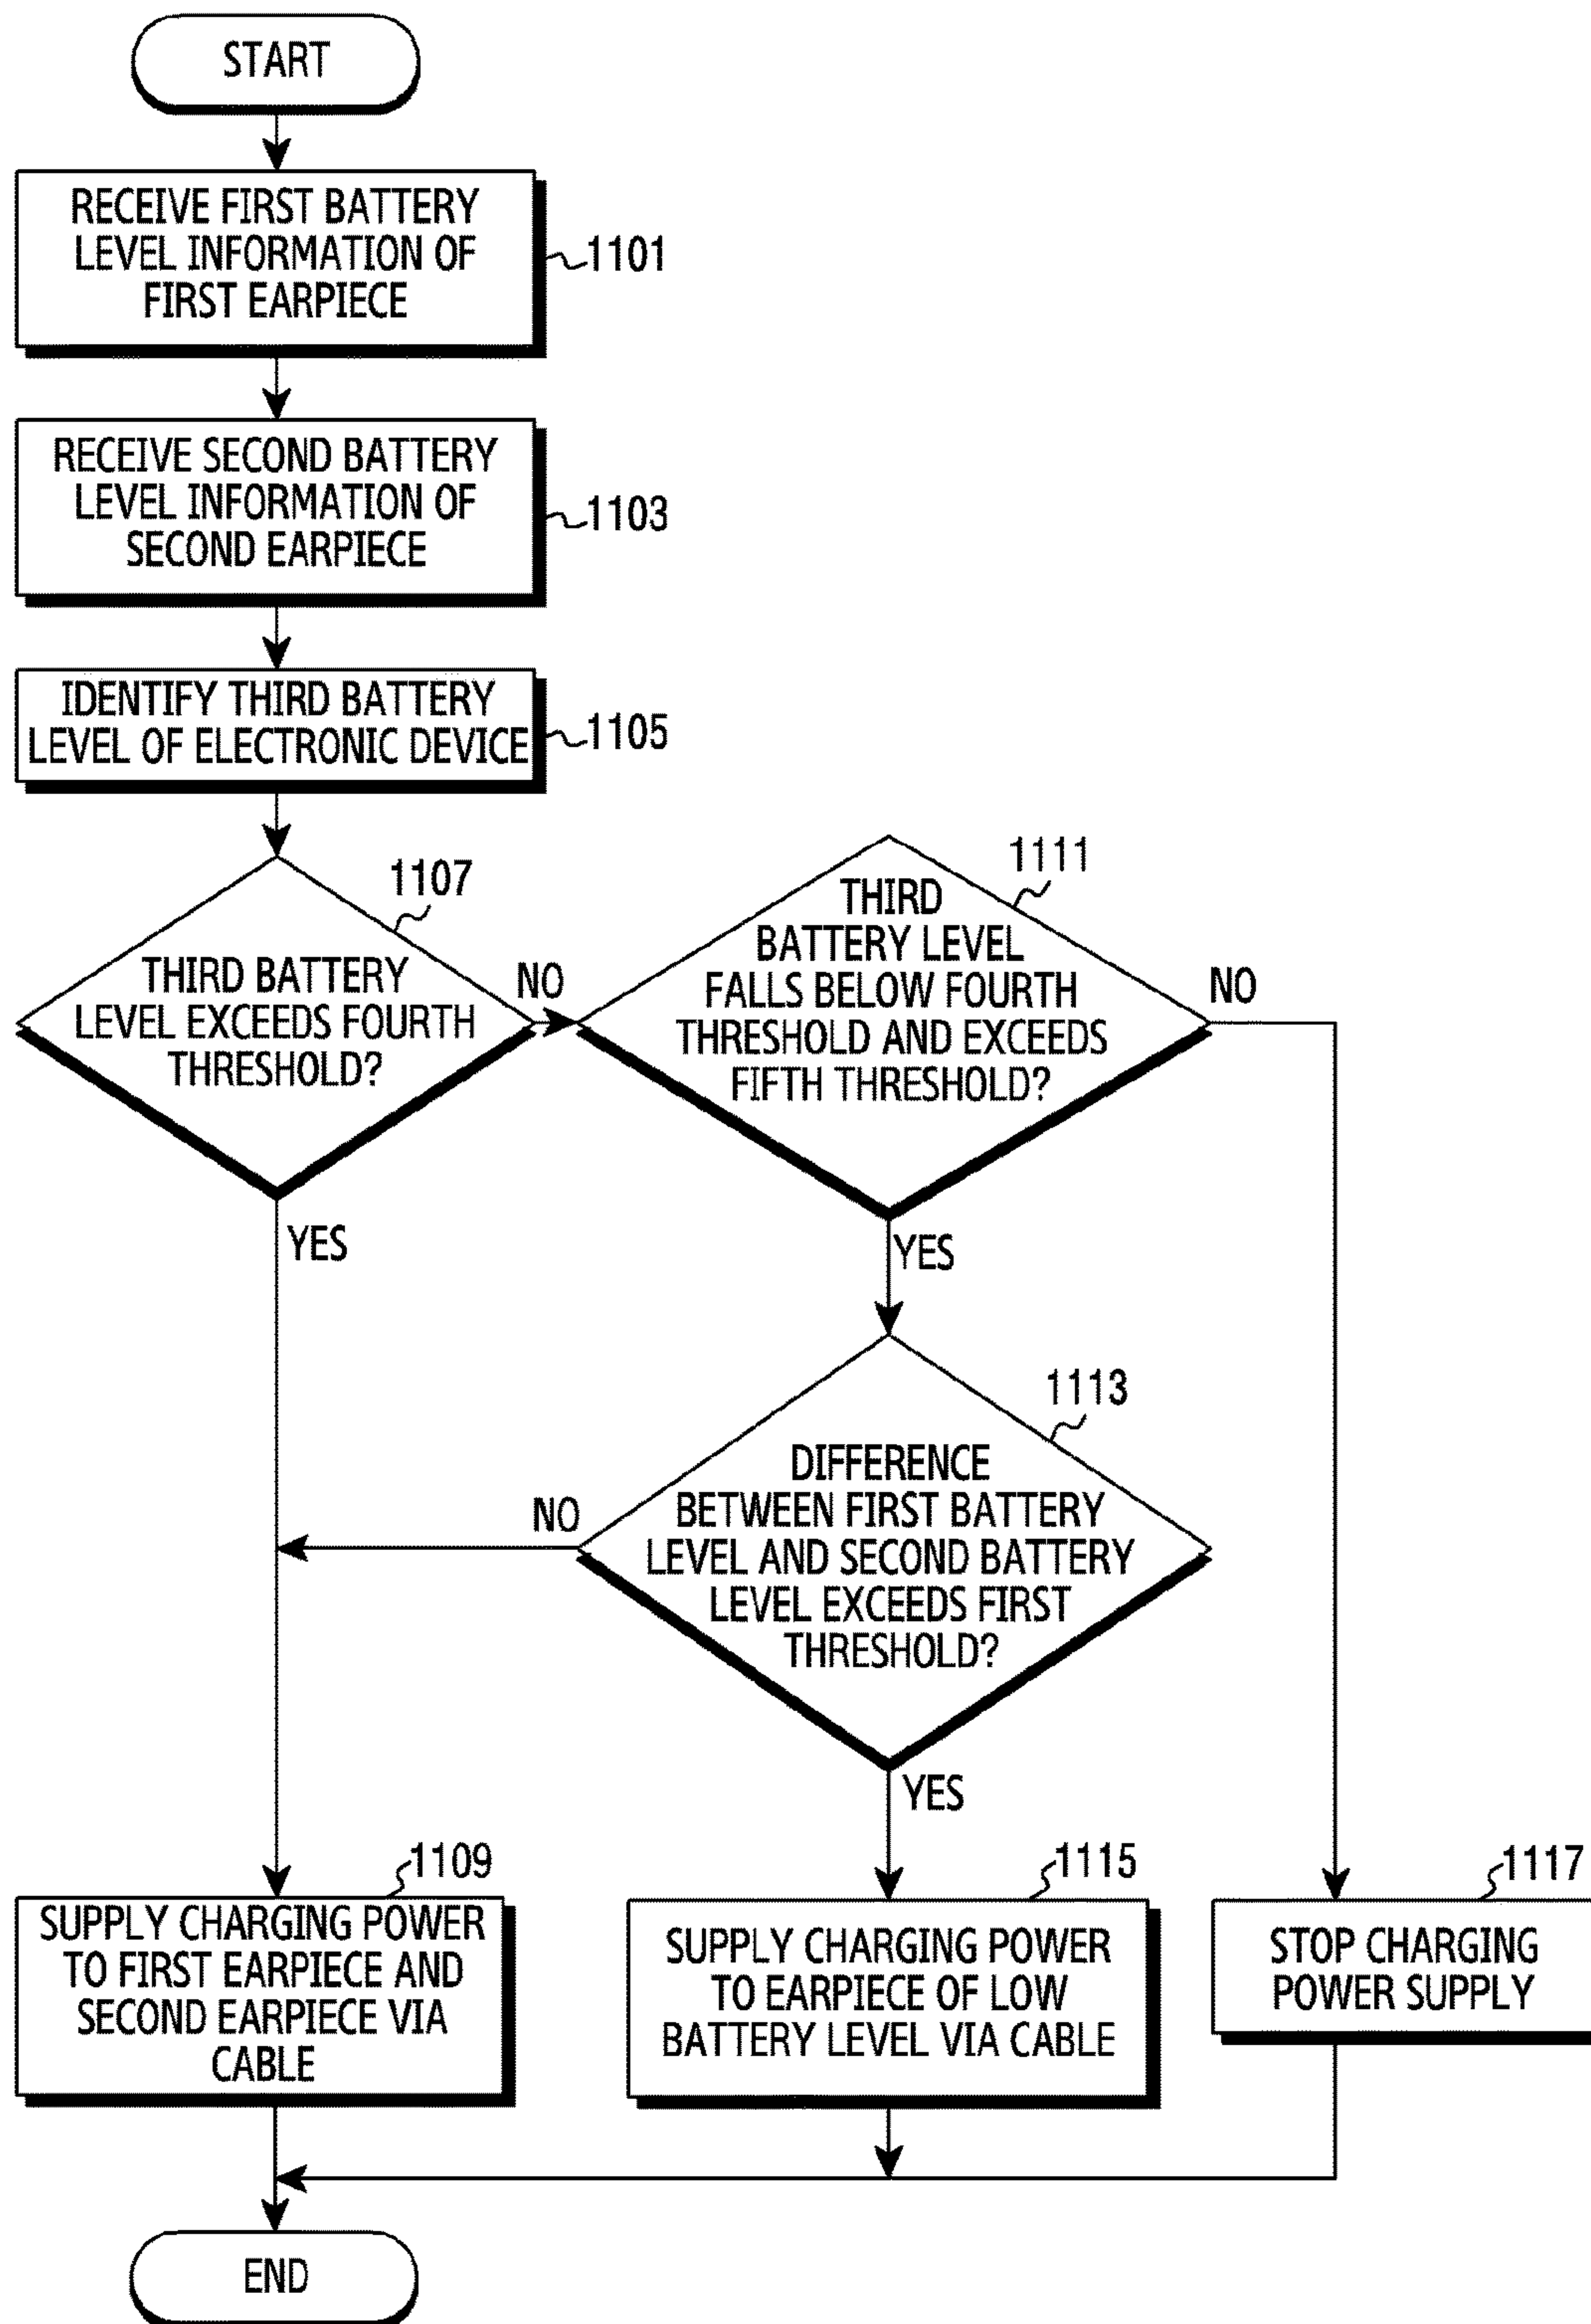 START
RECEIVE FIRST BATTERY
LEVEL INFORMATION OF
FIRST EARPIECE
1101
RECEIVE SECOND BATTERY
LEVEL INFORMATION OF
SECOND EARPIECE
1103
IDENTIFY THIRD BATTERY
LEVEL OF ELECTRONIC DEVICE
1105
1107
THIRD BATTERY
LEVEL EXCEEDS FOURTH
THRESHOLD?
NO
YES
1111
THIRD
BATTERY LEVEL
FALLS BELOW FOURTH
THRESHOLD AND EXCEEDS
FIFTH THRESHOLD?
NO
YES
1113
DIFFERENCE
BETWEEN FIRST BATTERY
LEVEL AND SECOND BATTERY
LEVEL EXCEEDS FIRST
THRESHOLD?
NO
YES
1109
SUPPLY CHARGING POWER
TO FIRST EARPIECE AND
SECOND EARPIECE VIA
CABLE
1115
SUPPLY CHARGING POWER
TO EARPIECE OF LOW
BATTERY LEVEL VIA CABLE
1117
STOP CHARGING
POWER SUPPLY
END